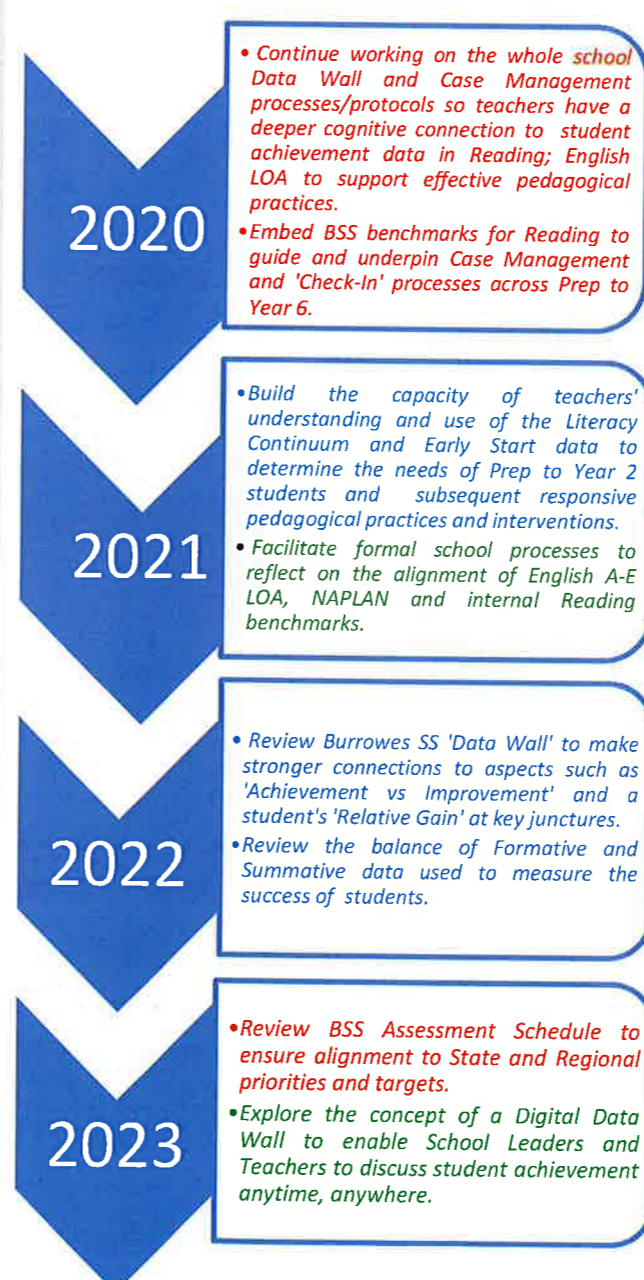 2020
• Continue working on the whole school
Data Wall and Case Management
processes/protocols so teachers have a
deeper cognitive connection to student
achievement data in Reading; English
LOA to support effective pedagogical
practices.
•Embed BSS benchmarks for Reading to
guide and underpin Case Management
and 'Check-In' processes across Prep to
Year 6.
2021
•Build the capacity of teachers'
understanding and use of the Literacy
Continuum and Early Start data to
determine the needs of Prep to Year 2
students and subsequent responsive
pedagogical practices and interventions.
• Facilitate formal school processes to
reflect on the alignment of English A-E
LOA, NAPLAN and internal Reading
benchmarks.
2022
• Review Burrowes SS 'Data Wall' to make
stronger connections to aspects such as
'Achievement vs Improvement' and a
student's 'Relative Gain' at key junctures.
•Review the balance of Formative and
Summative data used to measure the
success of students.
2023
•Review BSS Assessment Schedule to
ensure alignment to State and Regional
priorities and targets.
•Explore the concept of a Digital Data
Wall to enable School Leaders and
Teachers to discuss student achievement
anytime, anywhere.